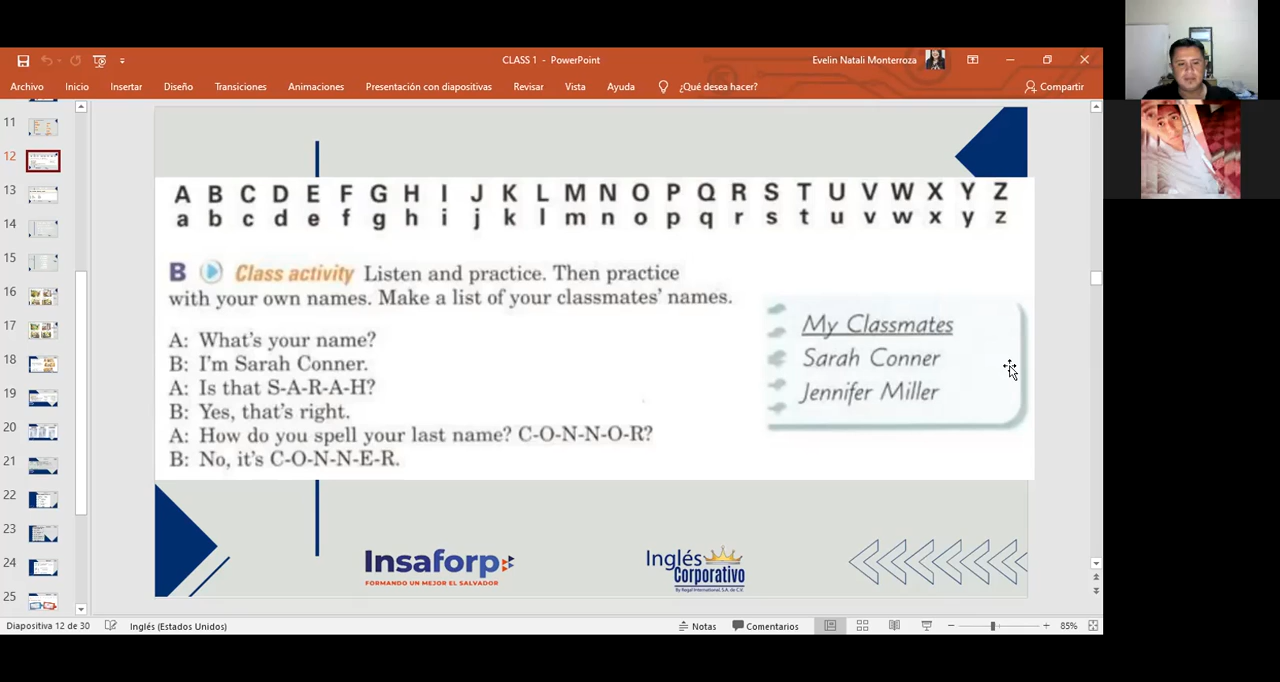 CLASS 1 - PowerPoint
Evelin Natali Monterroza
Archivo Inicio Insertar Diseño Transiciones Animaciones Presentación con diapositivas Revisar Vista Ayuda ¿Qué desea hacer? Compartir
11
12
13
14
15
16
17
18
19
20
21
22
23
24
25
A B C D E F G H I J K L M N O P Q R S T U V W X Y Z
a b c d e f g h i j k l m n o p q r s t u v w x y z
B Class activity Listen and practice. Then practice
with your own names. Make a list of your classmates' names.
A: What's your name?
B: I'm Sarah Conner.
A: Is that S-A-R-A-H?
B: Yes, that's right.
A: How do you spell your last name? C-O-N-N-O-R?
B: No, it's C-O-N-N-E-R.
My Classmates
Sarah Conner
Jennifer Miller
Insaforp
FORMANDO UN MEJOR EL SALVADOR
Inglés
Corporativo
By Regal International, S.A. de C.V.
Diapositiva 12 de 30 Inglés (Estados Unidos) Notas Comentarios 85%